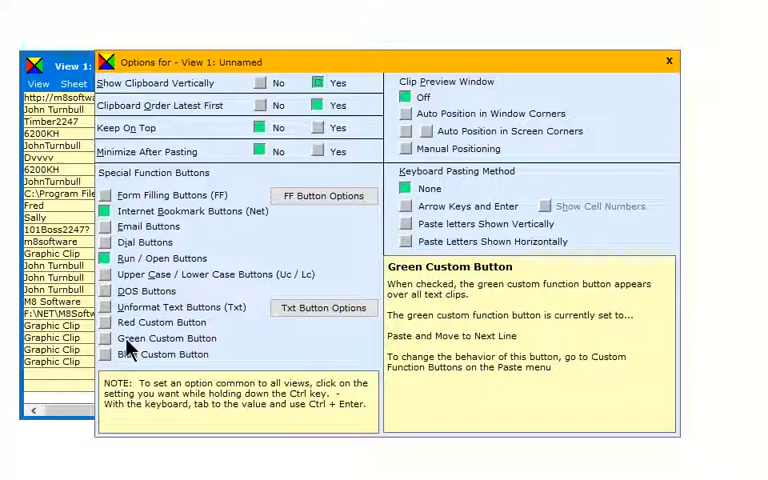 View 1:
View Sheet
http://m8softwa
John Turnbull
Timber2247
6200KH
John Turnbull
Dvvvv
6200KH
JohnTurnbull
C:\Program File
Fred
Sally
101Boss2247?
m8software
Graphic Clip
John Turnbull
John Turnbull
M8 Software
F:\NET\M8Softwa
Graphic Clip
Graphic Clip
Graphic Clip
Graphic Clip
Options for - View 1: Unnamed
x
Show Clipboard Vertically No Yes
Clipboard Order Latest First No Yes
Keep On Top No Yes
Minimize After Pasting No Yes
Special Function Buttons
Form Filling Buttons (FF) FF Button Options
Internet Bookmark Buttons (Net)
Email Buttons
Dial Buttons
Run / Open Buttons
Upper Case / Lower Case Buttons (Uc / Lc)
DOS Buttons
Unformat Text Buttons (Txt) Txt Button Options
Red Custom Button
Green Custom Button
Custom Button
NOTE: To set an option common to all views, click on the
setting you want while holding down the Ctrl key. -
With the keyboard, tab to the value and use Ctrl + Enter.
Clip Preview Window
Off
Auto Position in Window Corners
Auto Position in Screen Corners
Manual Positioning
Keyboard Pasting Method
None
Arrow Keys and Enter Show Cell Numbers
Paste letters Shown Vertically
Paste Letters Shown Horizontally
Green Custom Button
When checked, the green custom function button appears
over all text clips.
The green custom function button is currently set to...
Paste and Move to Next Line
To change the behavior of this button, go to Custom
Function Buttons on the Paste menu